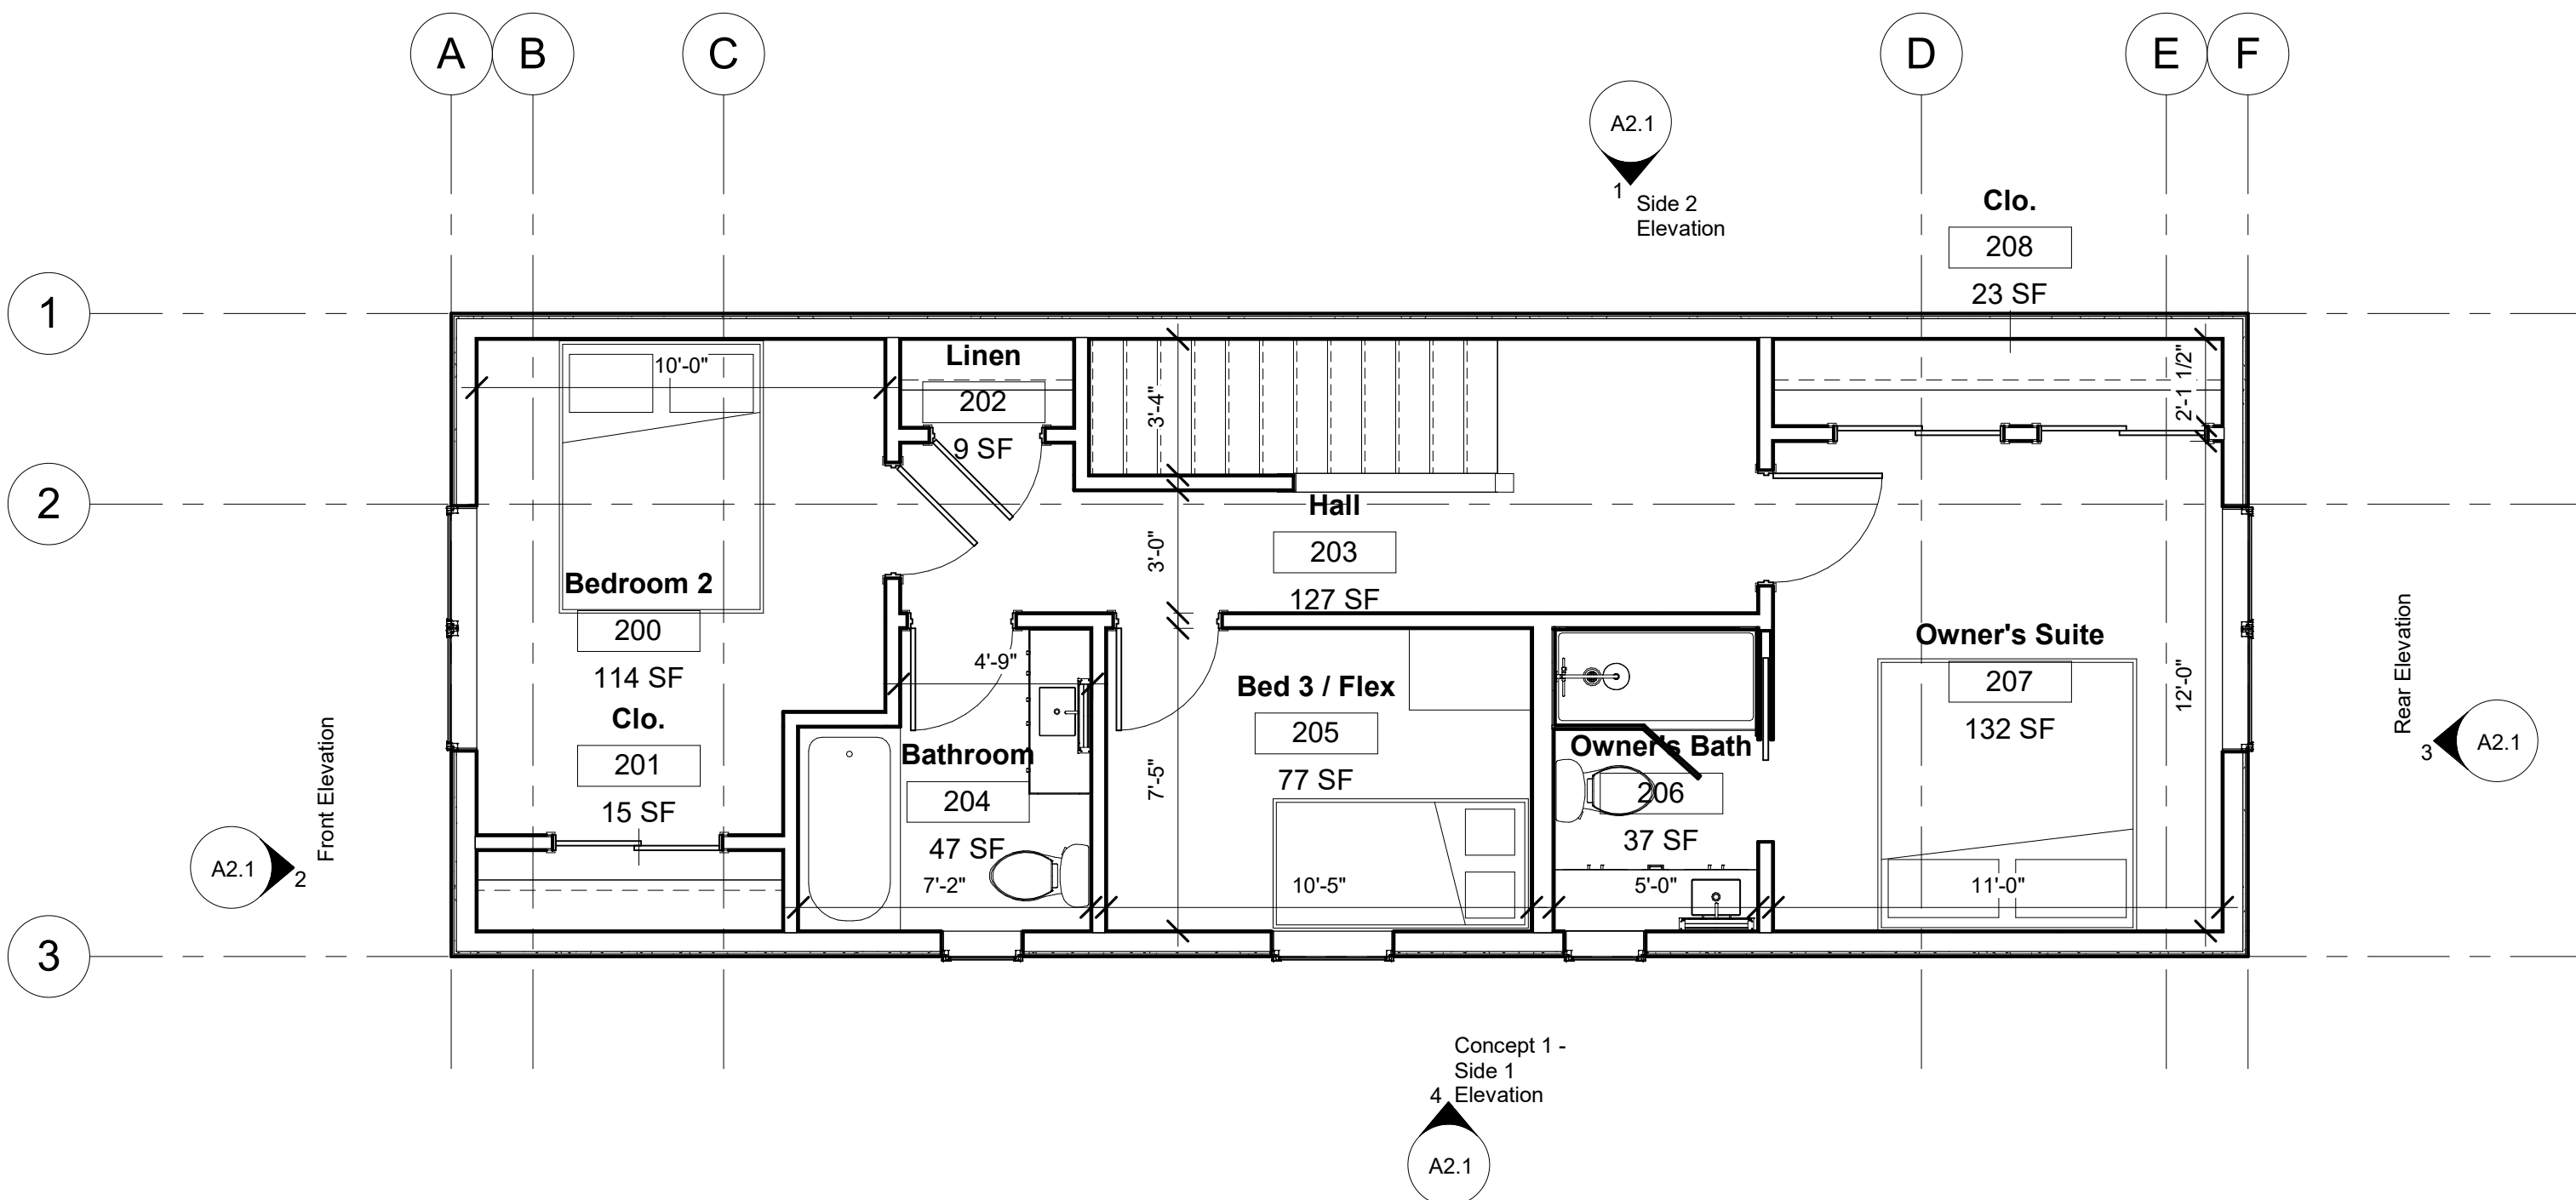 A
B
C
D
E
F
A2.1
1
Side 2
Elevation
Clo.
208
23 SF
1
2
3
10'-0"
Linen
202
9 SF
3'-4"
2'-1 1/2"
Hall
203
127 SF
3'-0"
Bedroom 2
200
114 SF
Clo.
201
15 SF
4'-9"
Bathroom
204
47 SF
7'-2"
7'-5"
Bed 3 / Flex
205
77 SF
10'-5"
Owner's Bath
206
37 SF
5'-0"
Owner's Suite
207
132 SF
11'-0"
12'-0"
Front Elevation
A2.1
2
Rear Elevation
3
A2.1
Concept 1 -
Side 1
Elevation
4
A2.1